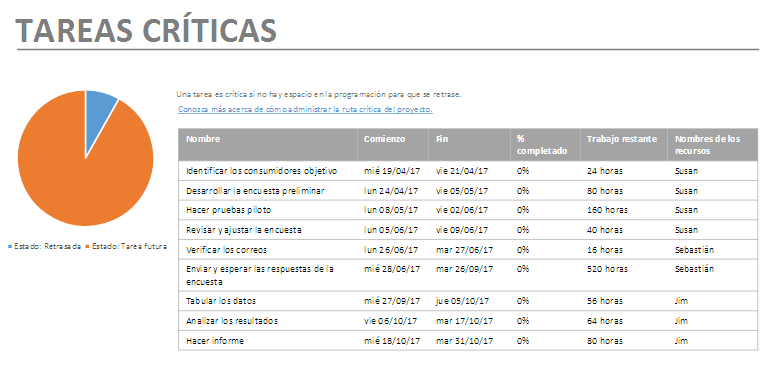 TAREAS CRÍTICAS
Una tarea es crítica si no hay espacio en la programación para que se retrase.
Conozca más acerca de cómo administrar la ruta crítica del proyecto.
Estado: Retrasada Estado: Tarea futura
Nombre Comienzo Fin % completado Trabajo restante Nombres de los recursos
Identificar los consumidores objetivo mié 19/04/17 vie 21/04/17 0% 24 horas Susan
Desarrollar la encuesta preliminar lun 24/04/17 vie 05/05/17 0% 80 horas Susan
Hacer pruebas piloto lun 08/05/17 vie 02/06/17 0% 160 horas Susan
Revisar y ajustar la encuesta lun 05/06/17 vie 09/06/17 0% 40 horas Susan
Verificar los correos lun 26/06/17 mar 27/06/17 0% 16 horas Sebastián
Enviar y esperar las respuestas de la encuesta mié 28/06/17 mar 26/09/17 0% 520 horas Sebastián
Tabular los datos mié 27/09/17 jue 05/10/17 0% 56 horas Jim
Analizar los resultados vie 06/10/17 mar 17/10/17 0% 64 horas Jim
Hacer informe mié 18/10/17 mar 31/10/17 0% 80 horas Jim